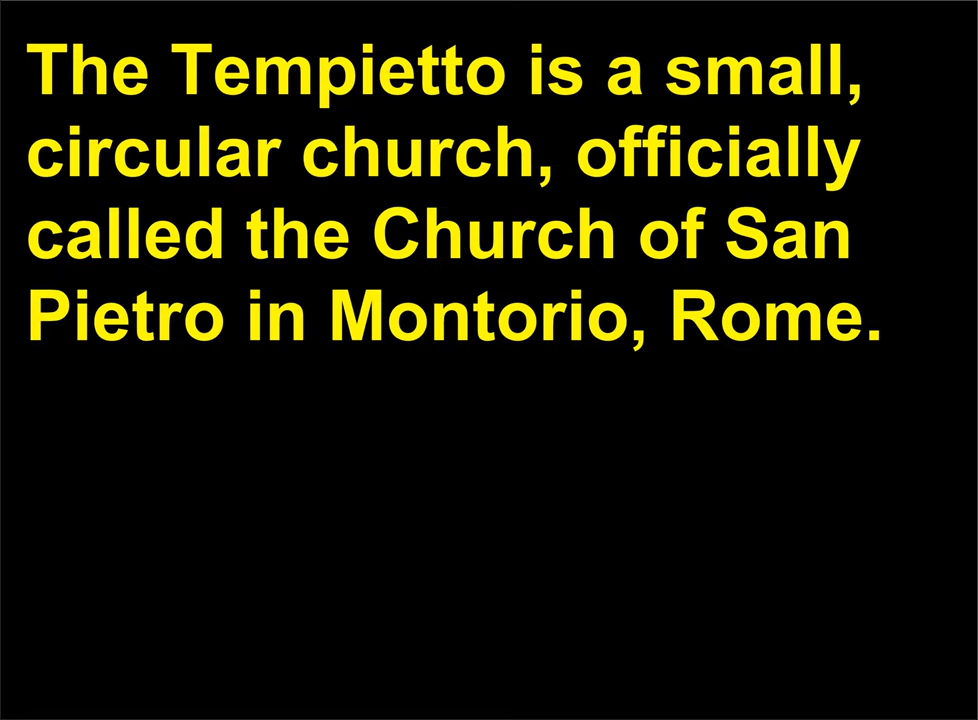 The Tempietto is a small,
circular church, officially
called the Church of San
Pietro in Montorio, Rome.